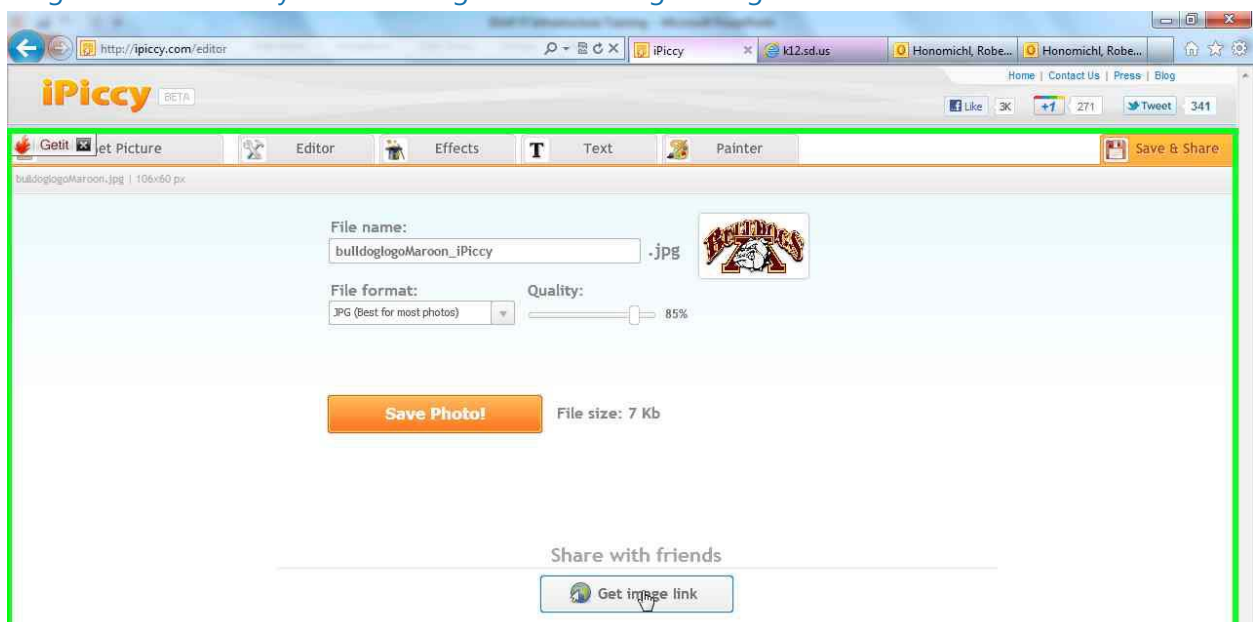 http://ipiccy.com/editor
iPiccy
k12.sd.us
Honomichl, Robe...
Honomichl, Robe...
Home | Contact Us | Press | Blog
iPiccy BETA
Like 3K +1 271 Tweet 341
Getit et Picture Editor Effects T Text Painter Save & Share
bulldoglogoMaroon.jpg | 106x60 px
File name:
bulldoglogoMaroon_iPiccy .jpg
BULLDOGS
File format: Quality:
JPG (Best for most photos) 85%
Save Photo! File size: 7 Kb
Share with friends
Get image link